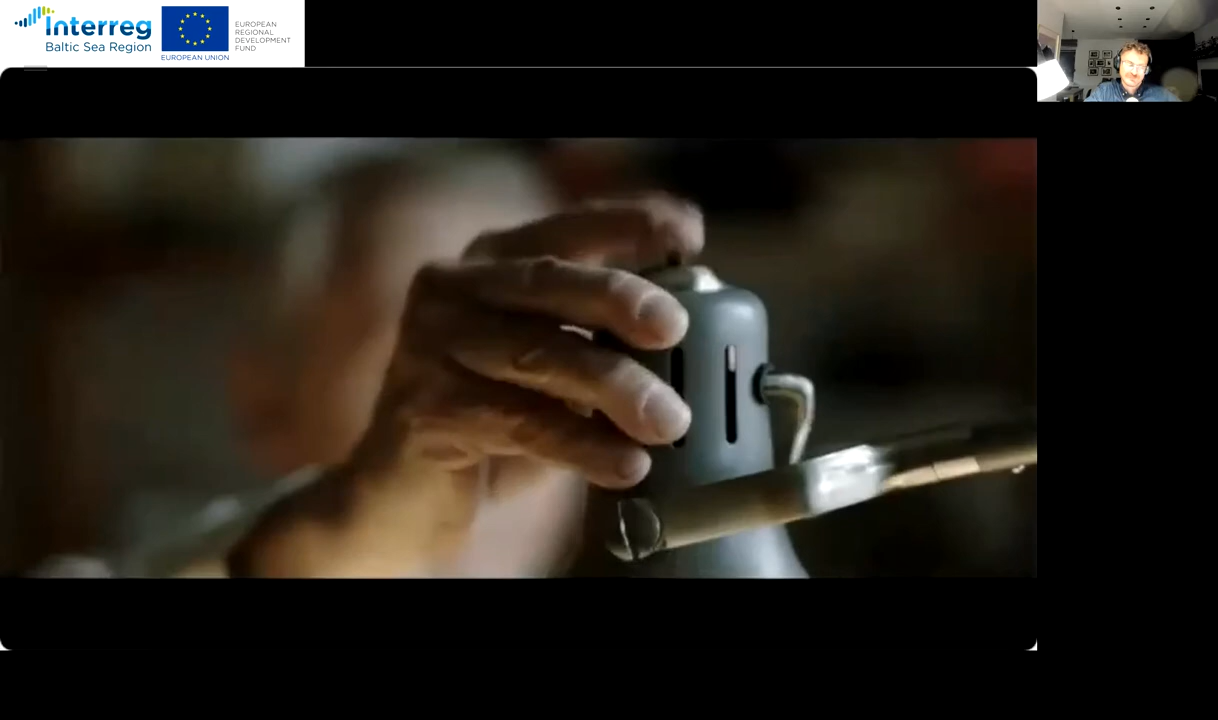 Interreg
Baltic Sea Region
EUROPEAN UNION
EUROPEAN
REGIONAL
DEVELOPMENT
FUND